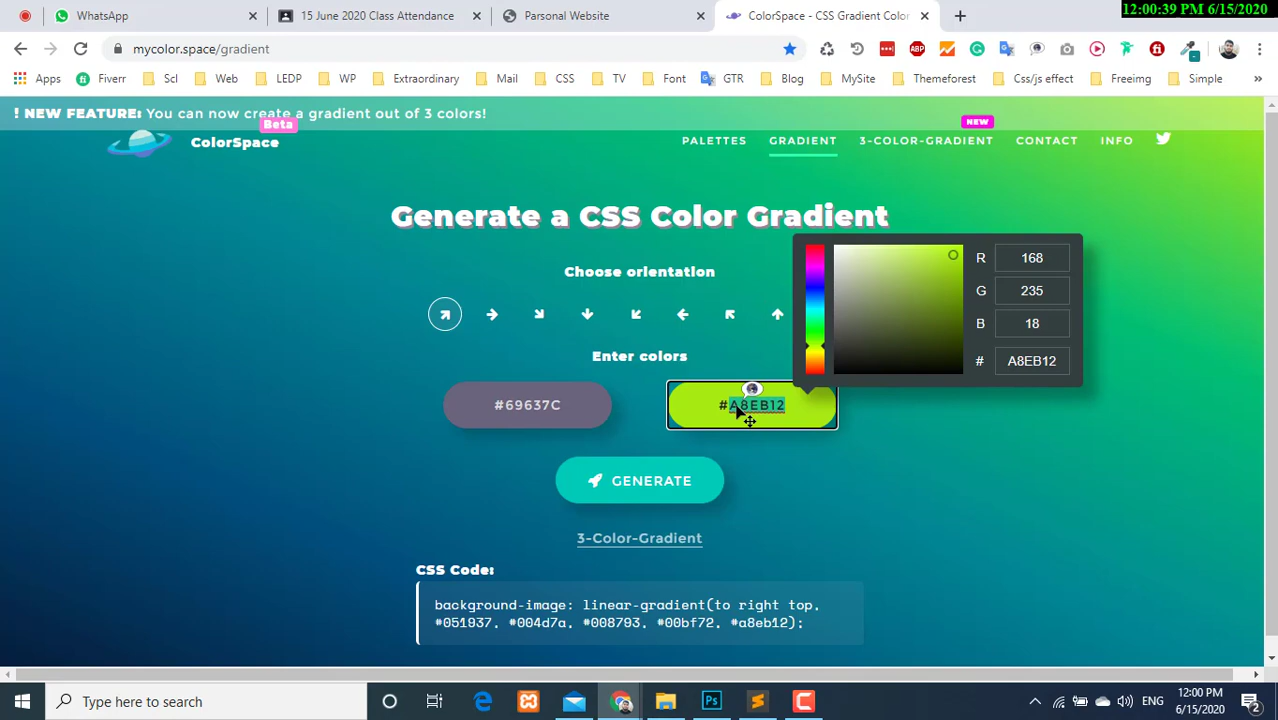 WhatsApp
15 June 2020 Class Attendance
Personal Website
ColorSpace - CSS Gradient Color
12:00:39 PM 6/15/2020
mycolor.space/gradient
Apps
Fiverr
Scl
Web
LEDP
WP
Extraordinary
Mail
CSS
TV
Font
GTR
Blog
MySite
Themeforest
Css/js effect
Freeimg
Simple
! NEW FEATURE: You can now create a gradient out of 3 colors!
Beta
ColorSpace
PALETTES
GRADIENT
NEW
3-COLOR-GRADIENT
CONTACT
INFO
Generate a CSS Color Gradient
Choose orientation
R 168
G 235
B 18
# A8EB12
Enter colors
#69637C
#A8EB12
GENERATE
3-Color-Gradient
CSS Code:
background-image: linear-gradient(to right top,
#051937, #004d7a, #008793, #00bf72, #a8eb12);
Type here to search
Ps
ENG
12:00 PM
6/15/2020
2